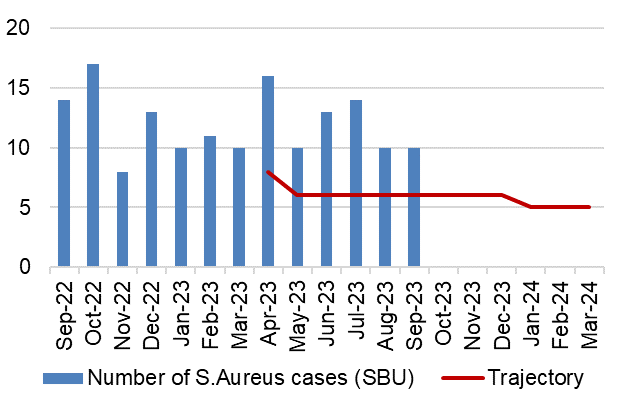 20
15
10
5
0
Sep-22
Oct-22
Nov-22
Dec-22
Jan-23
Feb-23
Mar-23
Apr-23
May-23
Jun-23
Jul-23
Aug-23
Sep-23
Oct-23
Nov-23
Dec-23
Jan-24
Feb-24
Mar-24
Number of S.Aureus cases (SBU) Trajectory